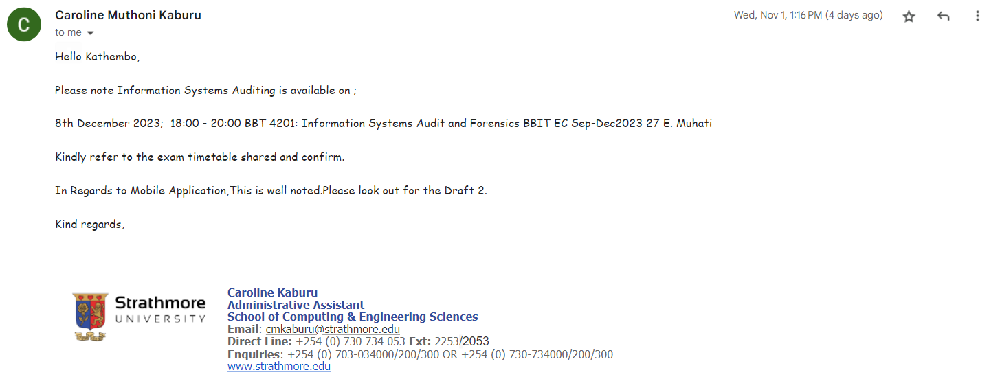 C
Caroline Muthoni Kaburu
Wed, Nov 1, 1:16 PM (4 days ago)
to me
Hello Kathembo,
Please note Information Systems Auditing is available on ;
8th December 2023;  18:00 - 20:00 BBT 4201: Information Systems Audit and Forensics BBIT EC Sep-Dec2023 27 E. Muhati
Kindly refer to the exam timetable shared and confirm.
In Regards to Mobile Application,This is well noted.Please look out for the Draft 2.
Kind regards,
Strathmore
UNIVERSITY
Caroline Kaburu
Administrative Assistant
School of Computing & Engineering Sciences
Email: cmkaburu@strathmore.edu
Direct Line: +254 (0) 730 734 053 Ext: 2253/2053
Enquiries: +254 (0) 703-034000/200/300 OR +254 (0) 730-734000/200/300
www.strathmore.edu